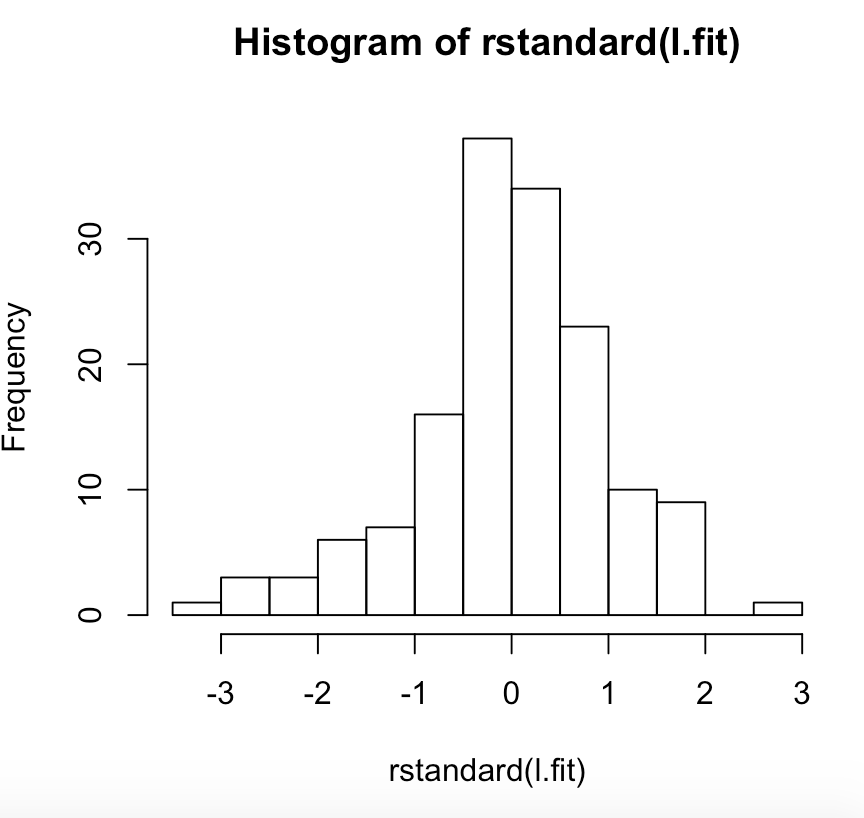 Histogram of rstandard(l.fit)
30
20
10
0
Frequency
-3 -2 -1 0 1 2 3
rstandard(l.fit)